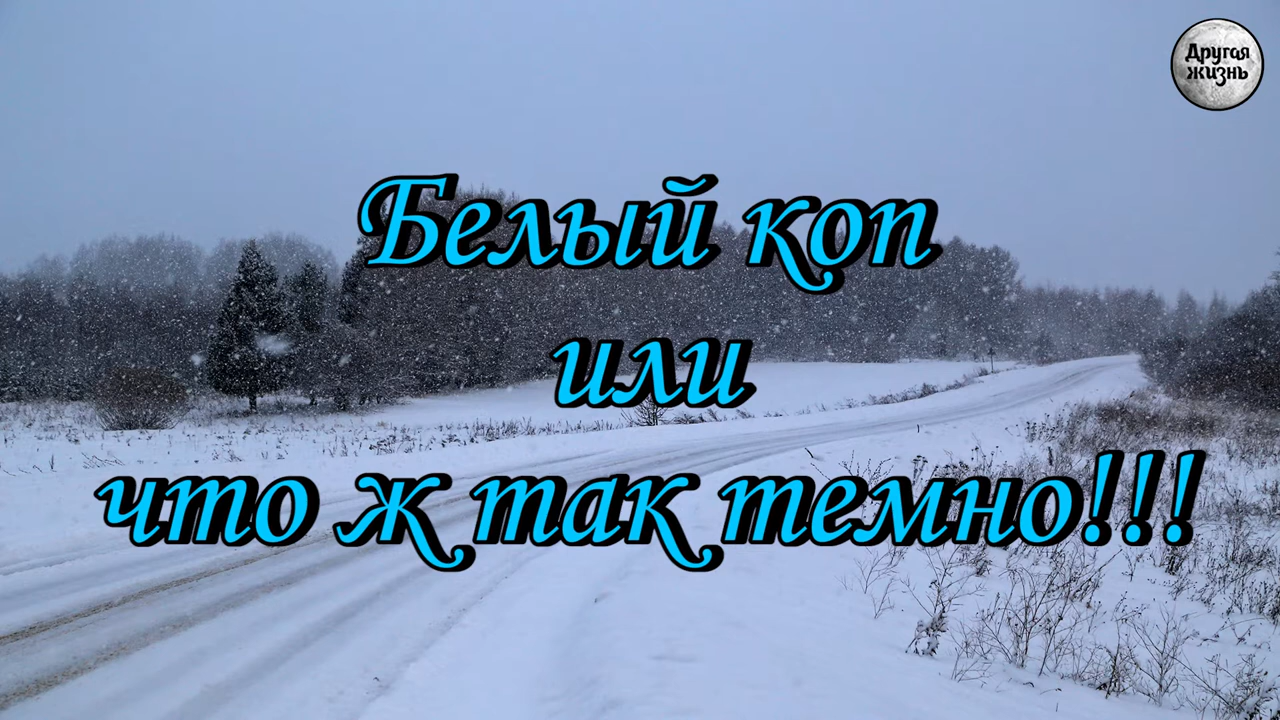 Другая
жизнь
Белый коп
или
что ж так темно!!!